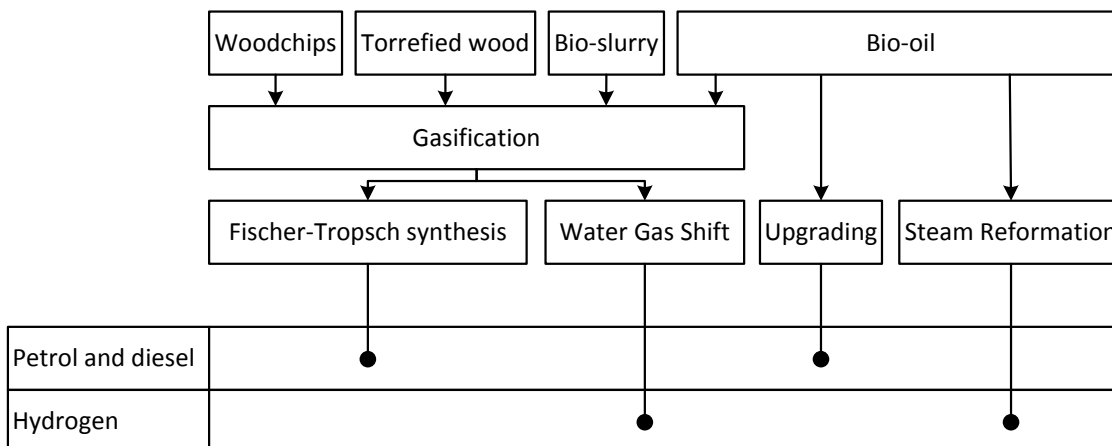 Woodchips
Torrefied wood
Bio-slurry
Bio-oil
Gasification
Fischer-Tropsch synthesis
Water Gas Shift
Upgrading
Steam Reformation
Petrol and diesel
Hydrogen